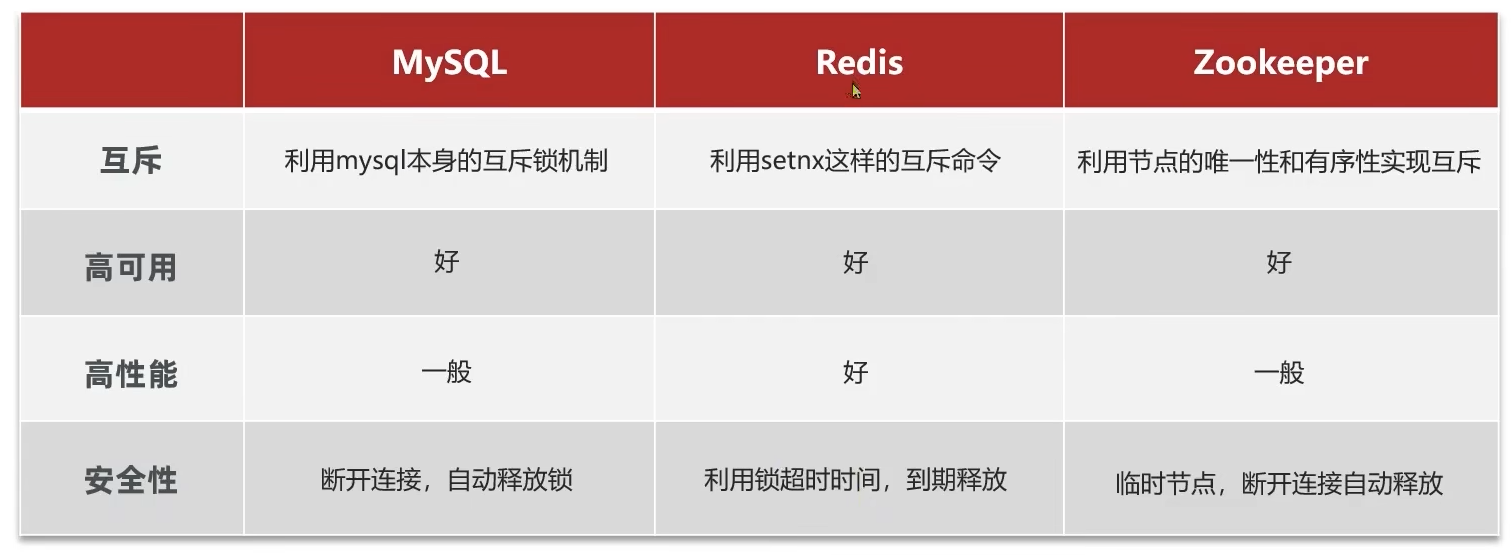 MySQL Redis Zookeeper
互斥 利用mysql本身的互斥锁机制 利用setnx这样的互斥命令 利用节点的唯一性和有序性实现互斥
高可用 好 好 好
高性能 一般 好 一般
安全性 断开连接，自动释放锁 利用锁超时时间，到期释放 临时节点，断开连接自动释放